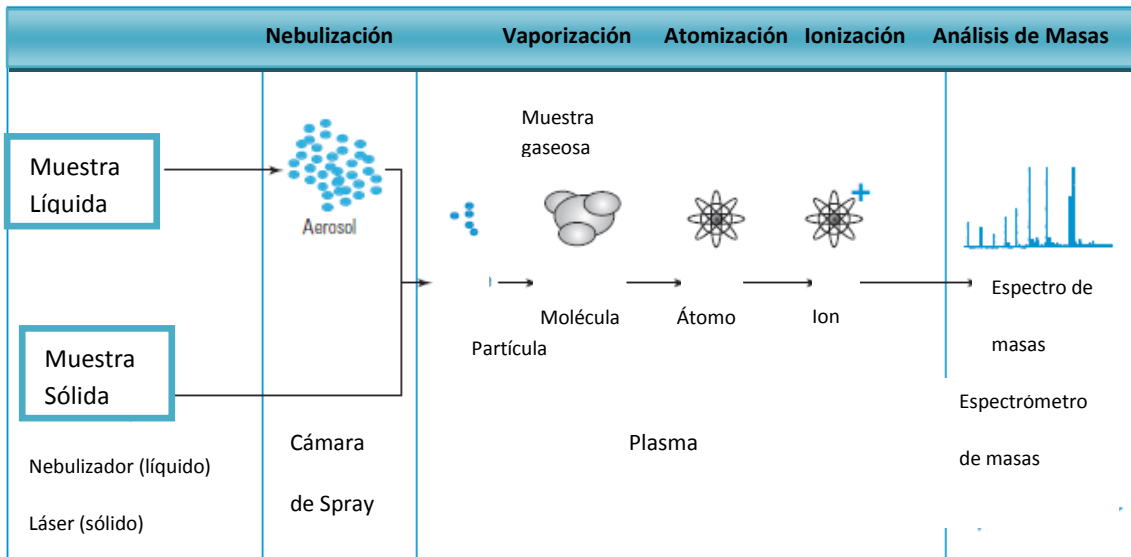 Nebulización Vaporización Atomización Ionización Análisis de Masas
Muestra
Líquida
Aerosol
Muestra
gaseosa
Partícula
Molécula
Átomo
Ion
Espectro de
masas
Muestra
Sólida
Nebulizador (líquido)
Láser (sólido)
Cámara
de Spray
Plasma
Espectrómetro
de masas